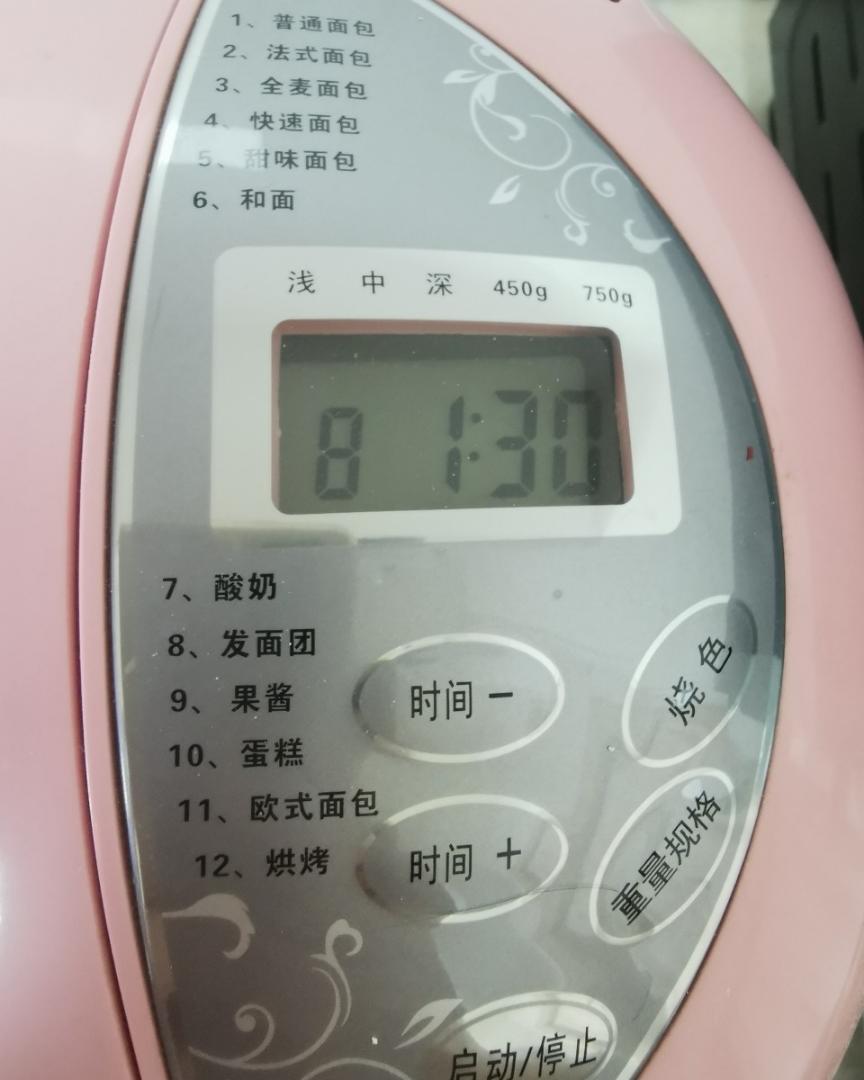 1、普通面包
2、法式面包
3、全麦面包
4、快速面包
5、甜味面包
6、和面
浅 中 深 450g 750g
8 1:30
7、酸奶
8、发面团
9、果酱
10、蛋糕
11、欧式面包
12、烘烤
时间 －
时间 ＋
烧色
重量规格
启动/停止